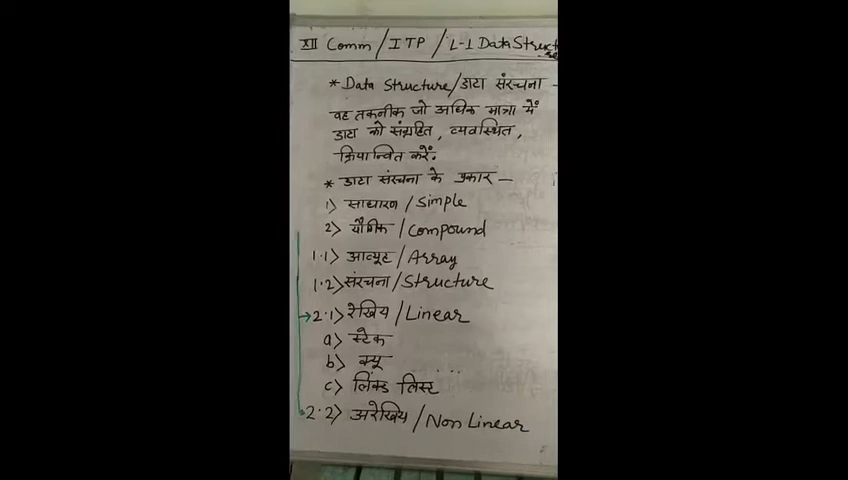 XII Comm / ITP / L-1 Data Structure
* Data Structure/डाटा संरचना -
वह तकनीक जो अधिक मात्रा में
डाटा को संग्रहित, व्यवस्थित,
क्रियान्वित करें.
* डाटा संरचना के प्रकार —
1> साधारण / Simple
2> यौगिक / Compound
1.1> आव्यूह / Array
1.2> संरचना / Structure
→ 2.1> रेखिय / Linear
a> स्टेक
b> क्यू
c> लिंक्ड लिस्ट
2.2> अरेखिय / Non Linear